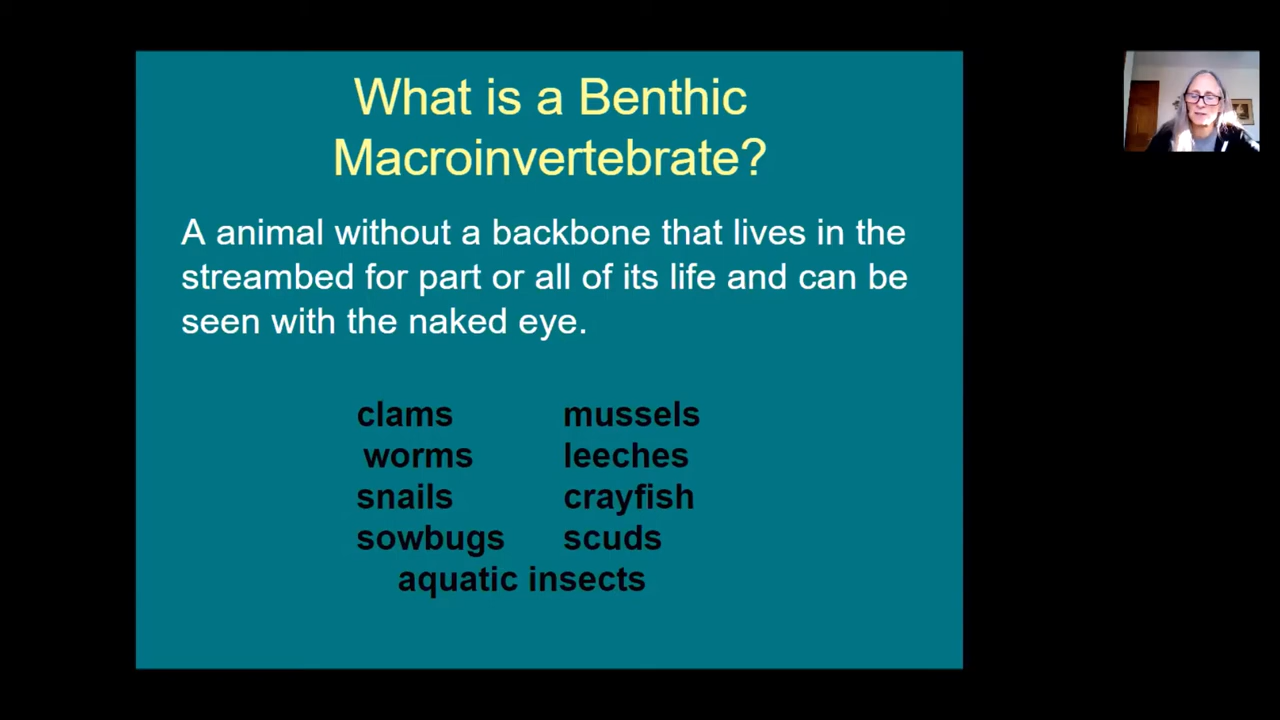 What is a Benthic
Macroinvertebrate?
A animal without a backbone that lives in the
streambed for part or all of its life and can be
seen with the naked eye.
clams mussels
worms leeches
snails crayfish
sowbugs scuds
aquatic insects